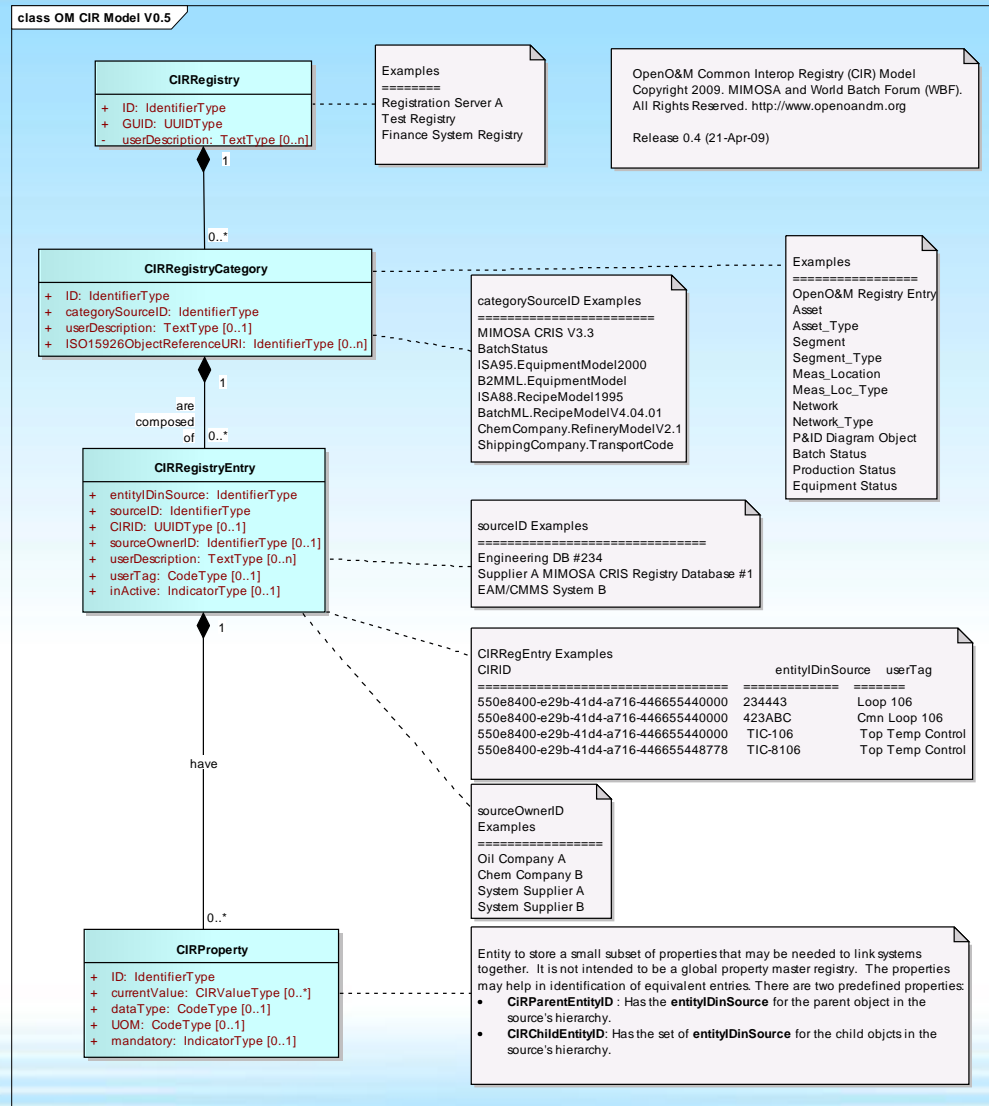 class OM CIR Model V0.5
CIRRegistry
+ ID: IdentifierType
+ GUID: UUIDType
- userDescription: TextType [0..n]
Examples
========
Registration Server A
Test Registry
Finance System Registry
OpenO&M Common Interop Registry (CIR) Model
Copyright 2009. MIMOSA and World Batch Forum (WBF).
All Rights Reserved. http://www.openoandm.org
Release 0.4 (21-Apr-09)
1
0..*
CIRRegistryCategory
+ ID: IdentifierType
+ categorySourceID: IdentifierType
+ userDescription: TextType [0..1]
+ ISO15926ObjectReferenceURI: IdentifierType [0..n]
categorySourceID Examples
========================
MIMOSA CRIS V3.3
BatchStatus
ISA95.EquipmentModel2000
B2MML.EquipmentModel
ISA88.RecipeModel1995
BatchML.RecipeModelV4.04.01
ChemCompany.RefineryModelV2.1
ShippingCompany.TransportCode
Examples
=================
OpenO&M Registry Entry
Asset
Asset_Type
Segment
Segment_Type
Meas_Location
Meas_Loc_Type
Network
Network_Type
P&ID Diagram Object
Batch Status
Production Status
Equipment Status
1
are
composed
of
0..*
CIRRegistryEntry
+ entityIDinSource: IdentifierType
+ sourceID: IdentifierType
+ CIRID: UUIDType [0..1]
+ sourceOwnerID: IdentifierType [0..1]
+ userDescription: TextType [0..n]
+ userTag: CodeType [0..1]
+ inActive: IndicatorType [0..1]
sourceID Examples
===============================
Engineering DB #234
Supplier A MIMOSA CRIS Registry Database #1
EAM/CMMS System B
1
CIRRegEntry Examples
CIRID entityIDinSource userTag
================================== ============= =======
550e8400-e29b-41d4-a716-446655440000 234443 Loop 106
550e8400-e29b-41d4-a716-446655440000 423ABC Cmn Loop 106
550e8400-e29b-41d4-a716-446655440000 TIC-106 Top Temp Control
550e8400-e29b-41d4-a716-446655448778 TIC-8106 Top Temp Control
have
sourceOwnerID
Examples
=================
Oil Company A
Chem Company B
System Supplier A
System Supplier B
0..*
CIRProperty
+ ID: IdentifierType
+ currentValue: CIRValueType [0..*]
+ dataType: CodeType [0..1]
+ UOM: CodeType [0..1]
+ mandatory: IndicatorType [0..1]
Entity to store a small subset of properties that may be needed to link systems
together. It is not intended to be a global property master registry. The properties
may help in identification of equivalent entries. There are two predefined properties:
• CiRParentEntityID : Has the entityIDinSource for the parent object in the
source's hierarchy.
• CIRChildEntityID: Has the set of entityIDinSource for the child objcts in the
source's hierarchy.